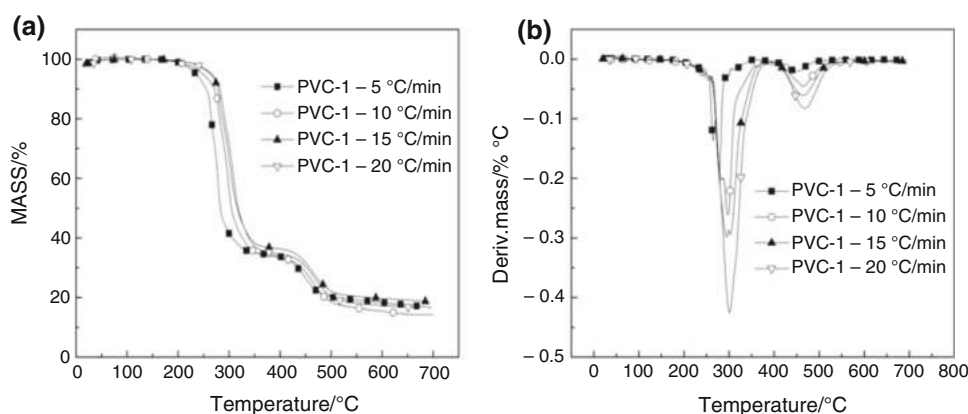 (a)
MASS/%
100
80
60
40
20
0
PVC-1 – 5 °C/min
PVC-1 – 10 °C/min
PVC-1 – 15 °C/min
PVC-1 – 20 °C/min
0 100 200 300 400 500 600 700
Temperature/°C
(b)
Deriv.mass/% °C
0.0
– 0.1
– 0.2
– 0.3
– 0.4
– 0.5
PVC-1 – 5 °C/min
PVC-1 – 10 °C/min
PVC-1 – 15 °C/min
PVC-1 – 20 °C/min
0 100 200 300 400 500 600 700 800
Temperature/°C